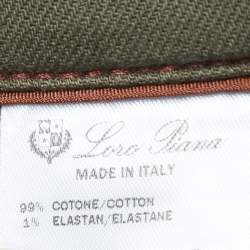 Loro Piana
MADE IN ITALY
99% COTONE/COTTON
1% ELASTAN/ELASTANE